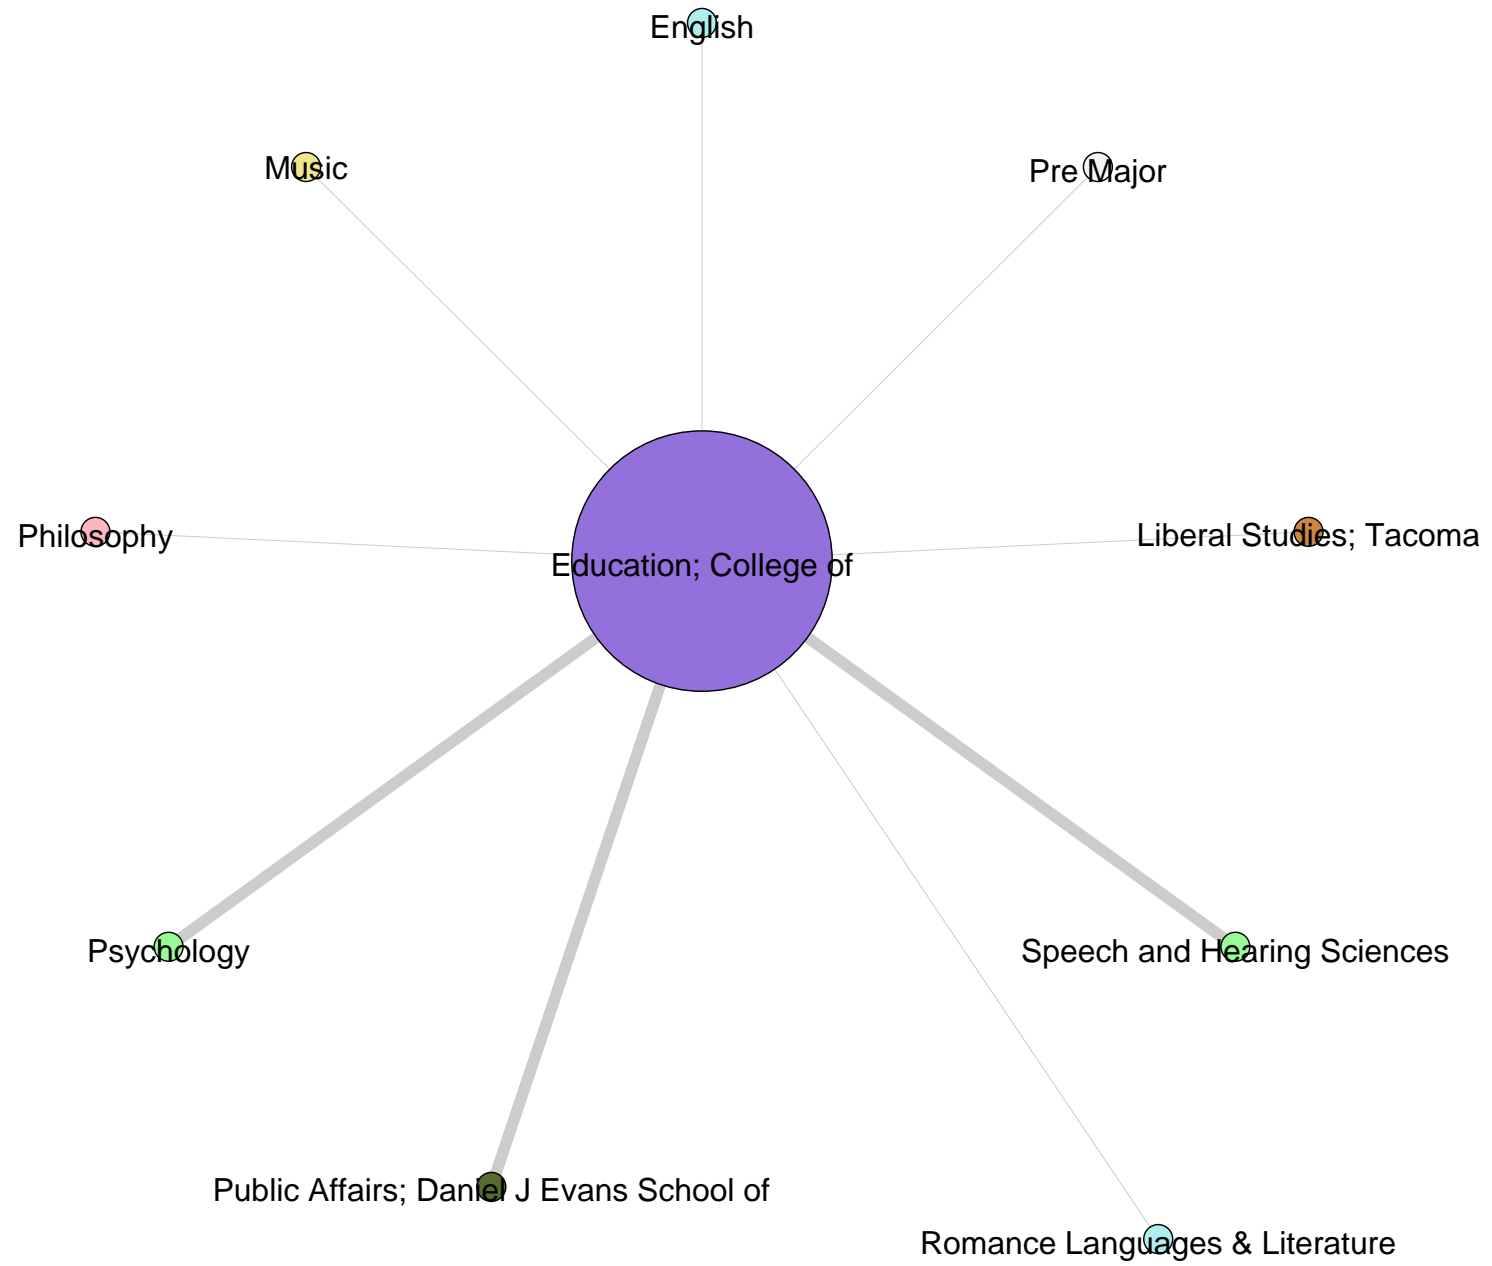 English
Music
Pre Major
Philosophy
Liberal Studies; Tacoma
Education; College of
Psychology
Speech and Hearing Sciences
Public Affairs; Daniel J Evans School of
Romance Languages & Literature